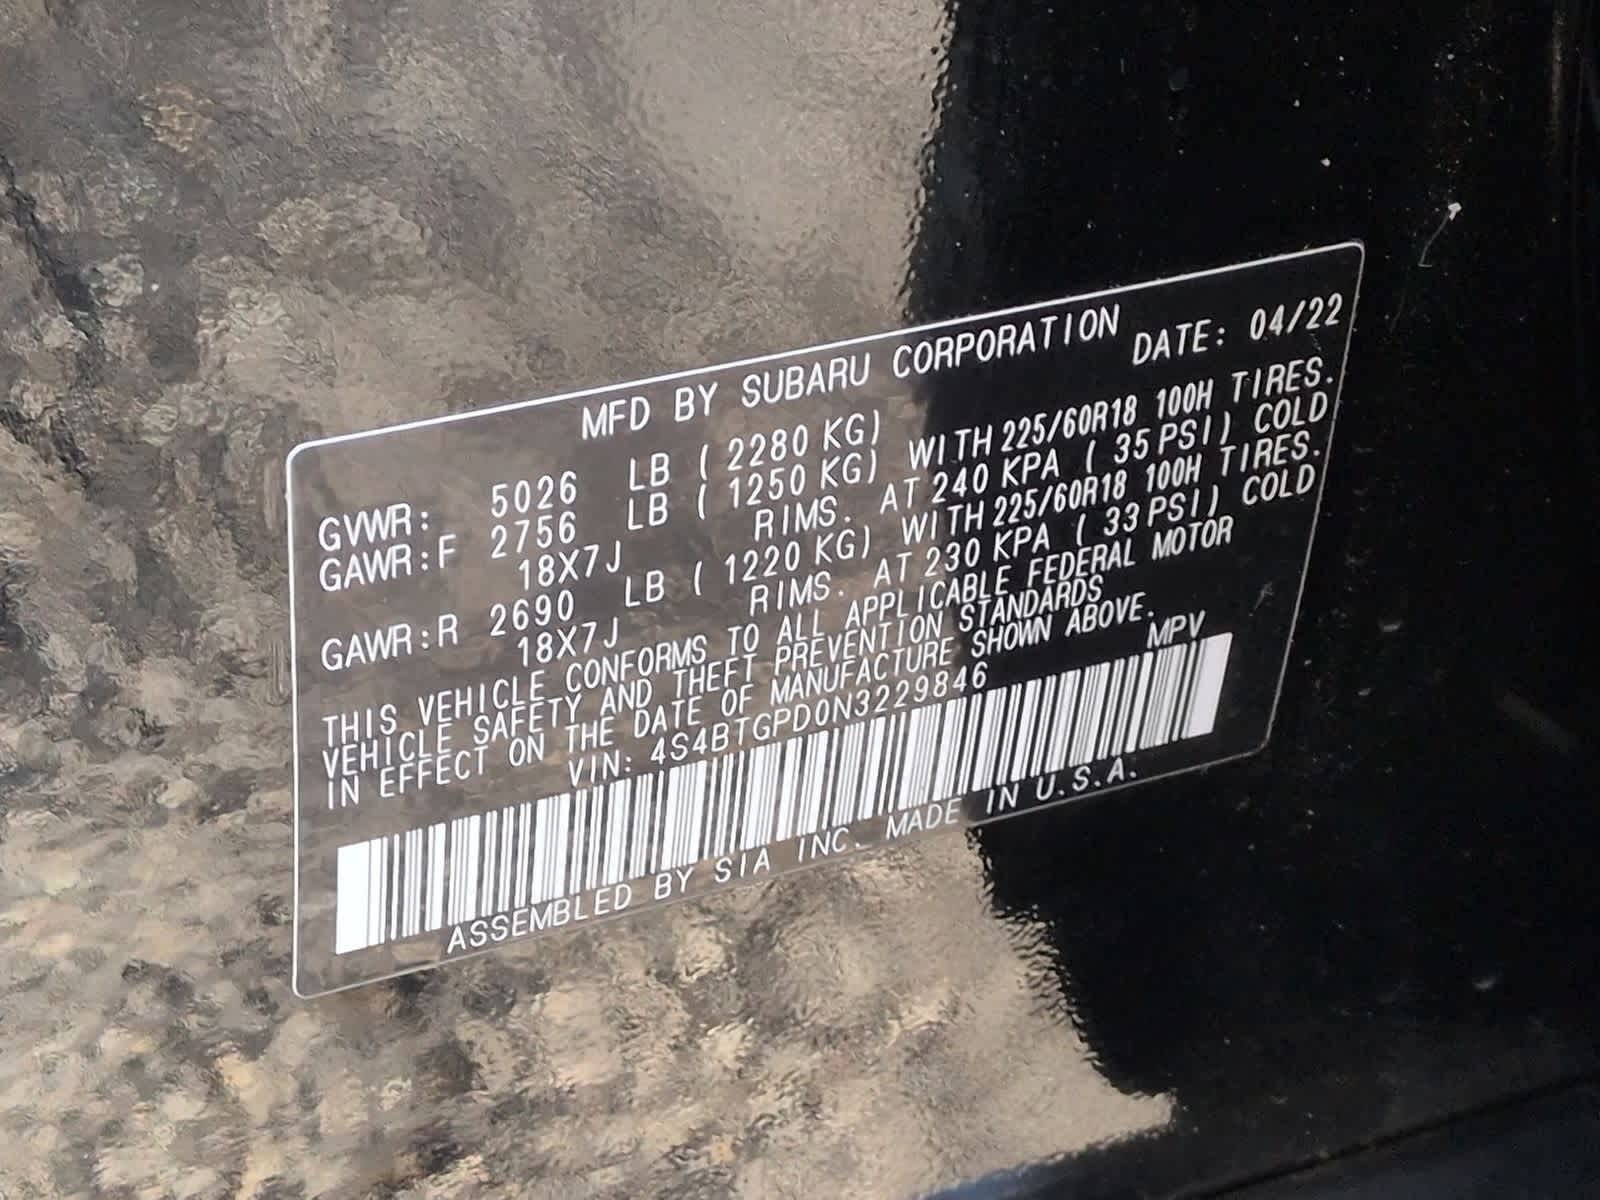 MFD BY SUBARU CORPORATION
DATE: 04/22
GVWR: 5026 LB ( 2280 KG)
GAWR:F 2756 LB ( 1250 KG) WITH 225/60R18 100H TIRES.
18X7J RIMS. AT 240 KPA ( 35 PSI) COLD
GAWR:R 2690 LB ( 1220 KG) WITH 225/60R18 100H TIRES.
18X7J RIMS. AT 230 KPA ( 33 PSI) COLD
THIS VEHICLE CONFORMS TO ALL APPLICABLE FEDERAL MOTOR
VEHICLE SAFETY AND THEFT PREVENTION STANDARDS
IN EFFECT ON THE DATE OF MANUFACTURE SHOWN ABOVE.
VIN: 4S4BTGPD0N3229846 MPV
ASSEMBLED BY SIA INC. MADE IN U.S.A.